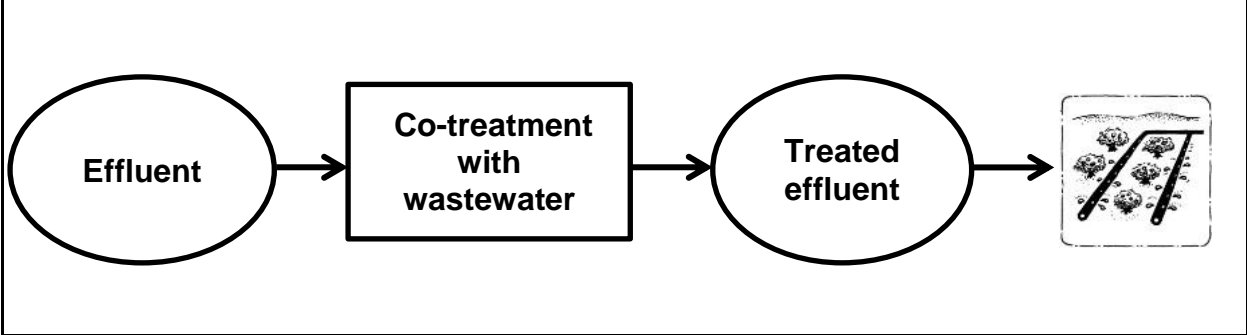 Effluent
Co-treatment
with
wastewater
Treated
effluent